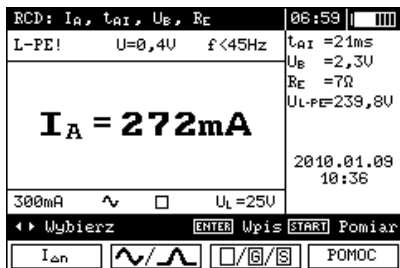 RCD: IA, tAI, UB, RE 06:59
L-PE! U=0,4V f<45Hz
tAI =21ms
UB =2,3V
RE =7Ω
UL-PE=239,8V
IA = 272mA
2010.01.09
10:36
300mA UL =25V
Wybierz ENTER Wpis START Pomiar
I△n / □/G/S POMOC